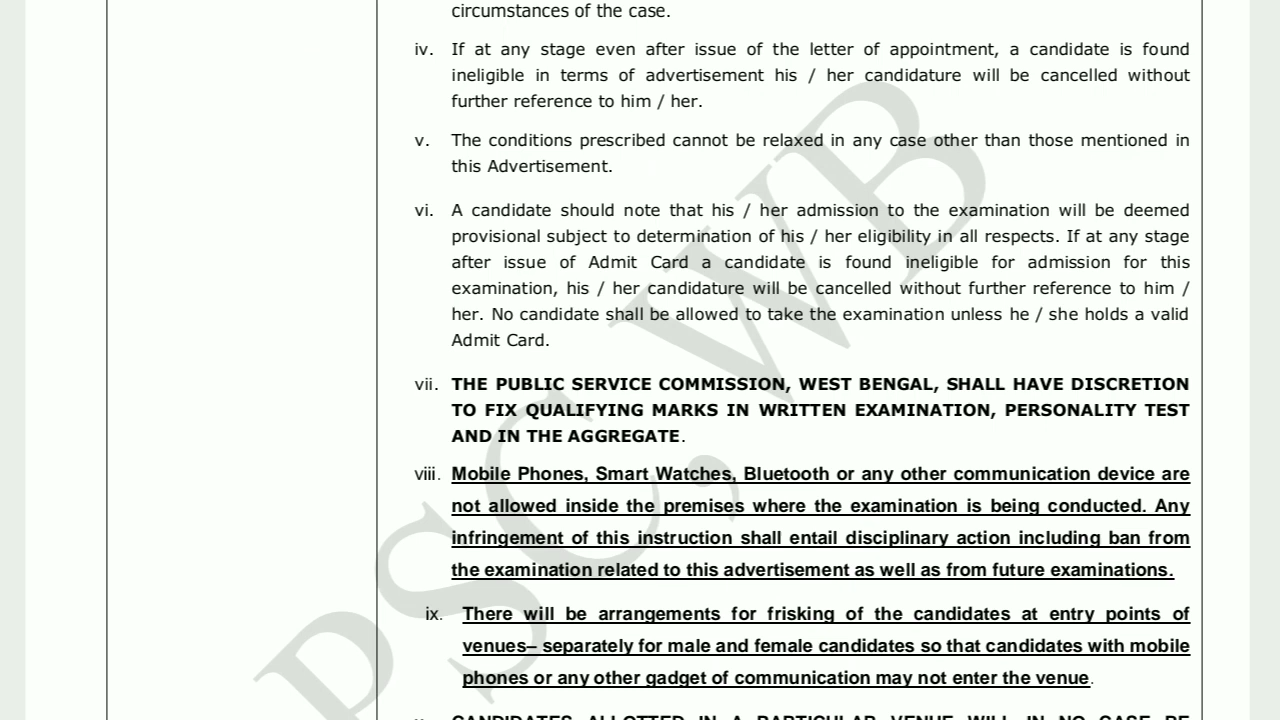 circumstances of the case.
iv. If at any stage even after issue of the letter of appointment, a candidate is found
ineligible in terms of advertisement his / her candidature will be cancelled without
further reference to him / her.
v. The conditions prescribed cannot be relaxed in any case other than those mentioned in
this Advertisement.
vi. A candidate should note that his / her admission to the examination will be deemed
provisional subject to determination of his / her eligibility in all respects. If at any stage
after issue of Admit Card a candidate is found ineligible for admission for this
examination, his / her candidature will be cancelled without further reference to him /
her. No candidate shall be allowed to take the examination unless he / she holds a valid
Admit Card.
vii. THE PUBLIC SERVICE COMMISSION, WEST BENGAL, SHALL HAVE DISCRETION
TO FIX QUALIFYING MARKS IN WRITTEN EXAMINATION, PERSONALITY TEST
AND IN THE AGGREGATE.
viii. Mobile Phones, Smart Watches, Bluetooth or any other communication device are
not allowed inside the premises where the examination is being conducted. Any
infringement of this instruction shall entail disciplinary action including ban from
the examination related to this advertisement as well as from future examinations.
ix. There will be arrangements for frisking of the candidates at entry points of
venues– separately for male and female candidates so that candidates with mobile
phones or any other gadget of communication may not enter the venue.
CANDIDATES ALLOTTED IN A PARTICULAR VENUE WILL IN NO CASE BE
PSC, WB